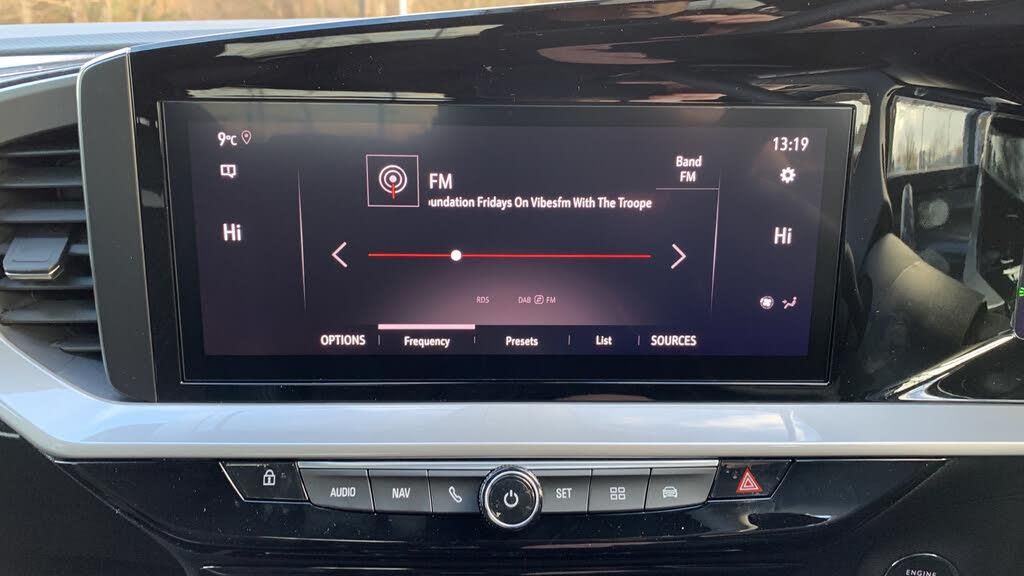 9°C
13:19
Band
FM
FM
oundation Fridays On Vibesfm With The Troope
Hi
Hi
RDS
DAB
FM
OPTIONS
Frequency
Presets
List
SOURCES
AUDIO
NAV
SET
ENGINE